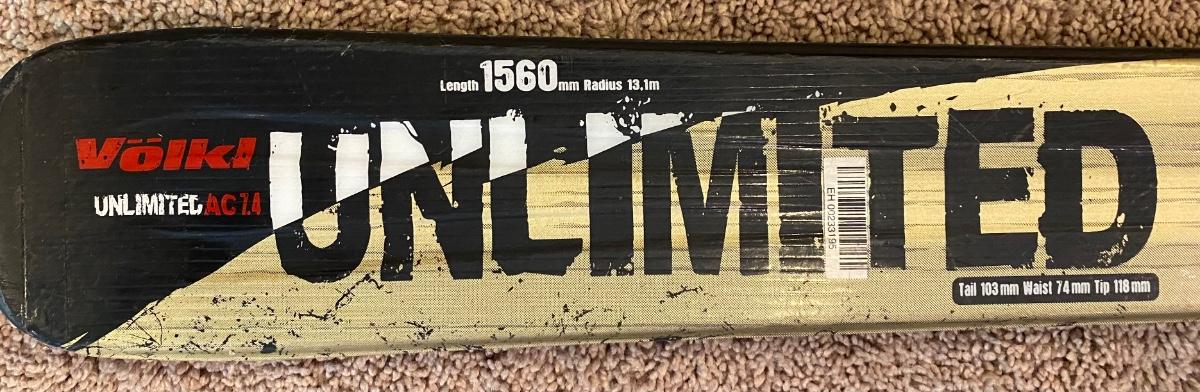 Length 1560mm Radius 13,1m
Völkl
UNLIMITED AC 7.4
UNLIMITED
EH 00233195
Tail 103 mm Waist 74 mm Tip 118 mm